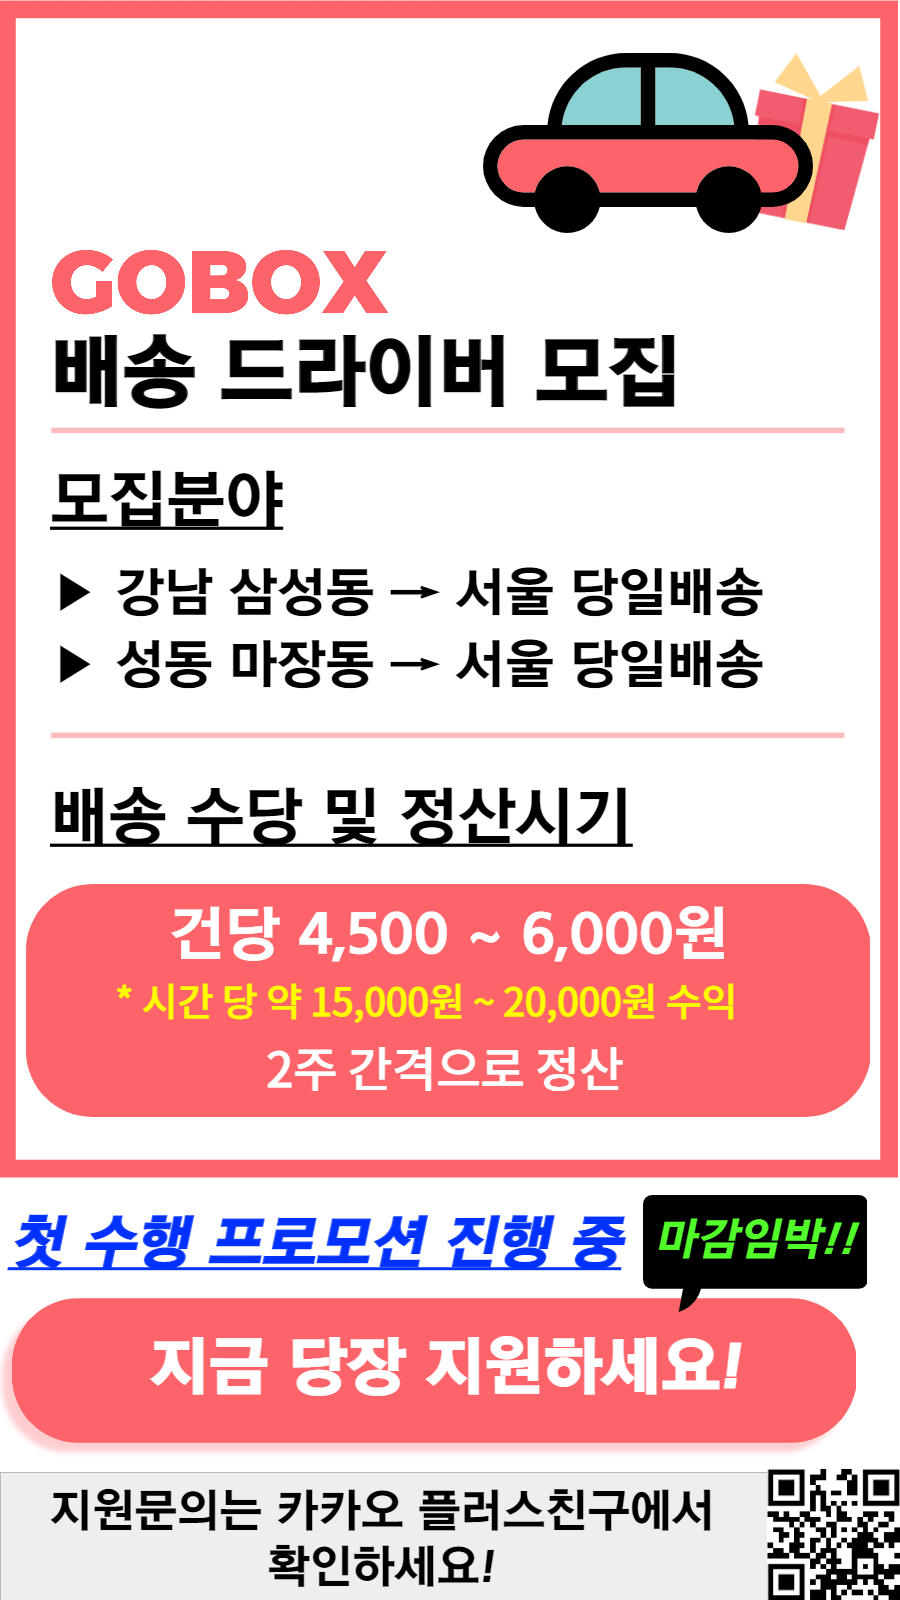 GOBOX
배송 드라이버 모집
모집분야
▶ 강남 삼성동 → 서울 당일배송
▶ 성동 마장동 → 서울 당일배송
배송 수당 및 정산시기
건당 4,500 ~ 6,000원
* 시간 당 약 15,000원 ~ 20,000원 수익
2주 간격으로 정산
첫 수행 프로모션 진행 중
마감임박!!
지금 당장 지원하세요!
지원문의는 카카오 플러스친구에서
확인하세요!